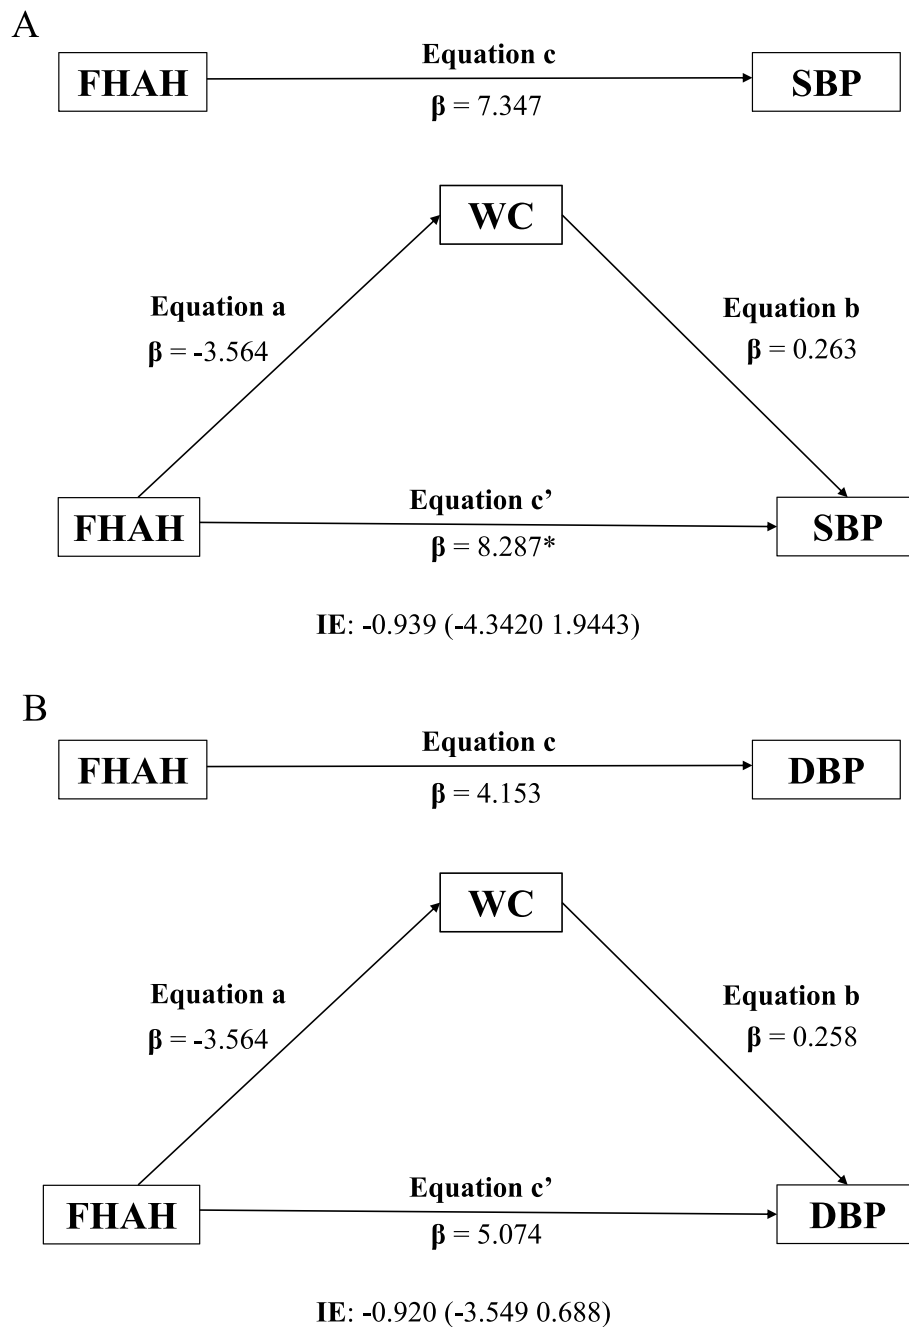 A
Equation c
FHAH
SBP
β = 7.347
WC
Equation a
β = -3.564
Equation b
β = 0.263
Equation c’
FHAH
SBP
β = 8.287*
IE: -0.939 (-4.3420 1.9443)
B
Equation c
FHAH
DBP
β = 4.153
WC
Equation a
β = -3.564
Equation b
β = 0.258
Equation c’
FHAH
DBP
β = 5.074
IE: -0.920 (-3.549 0.688)